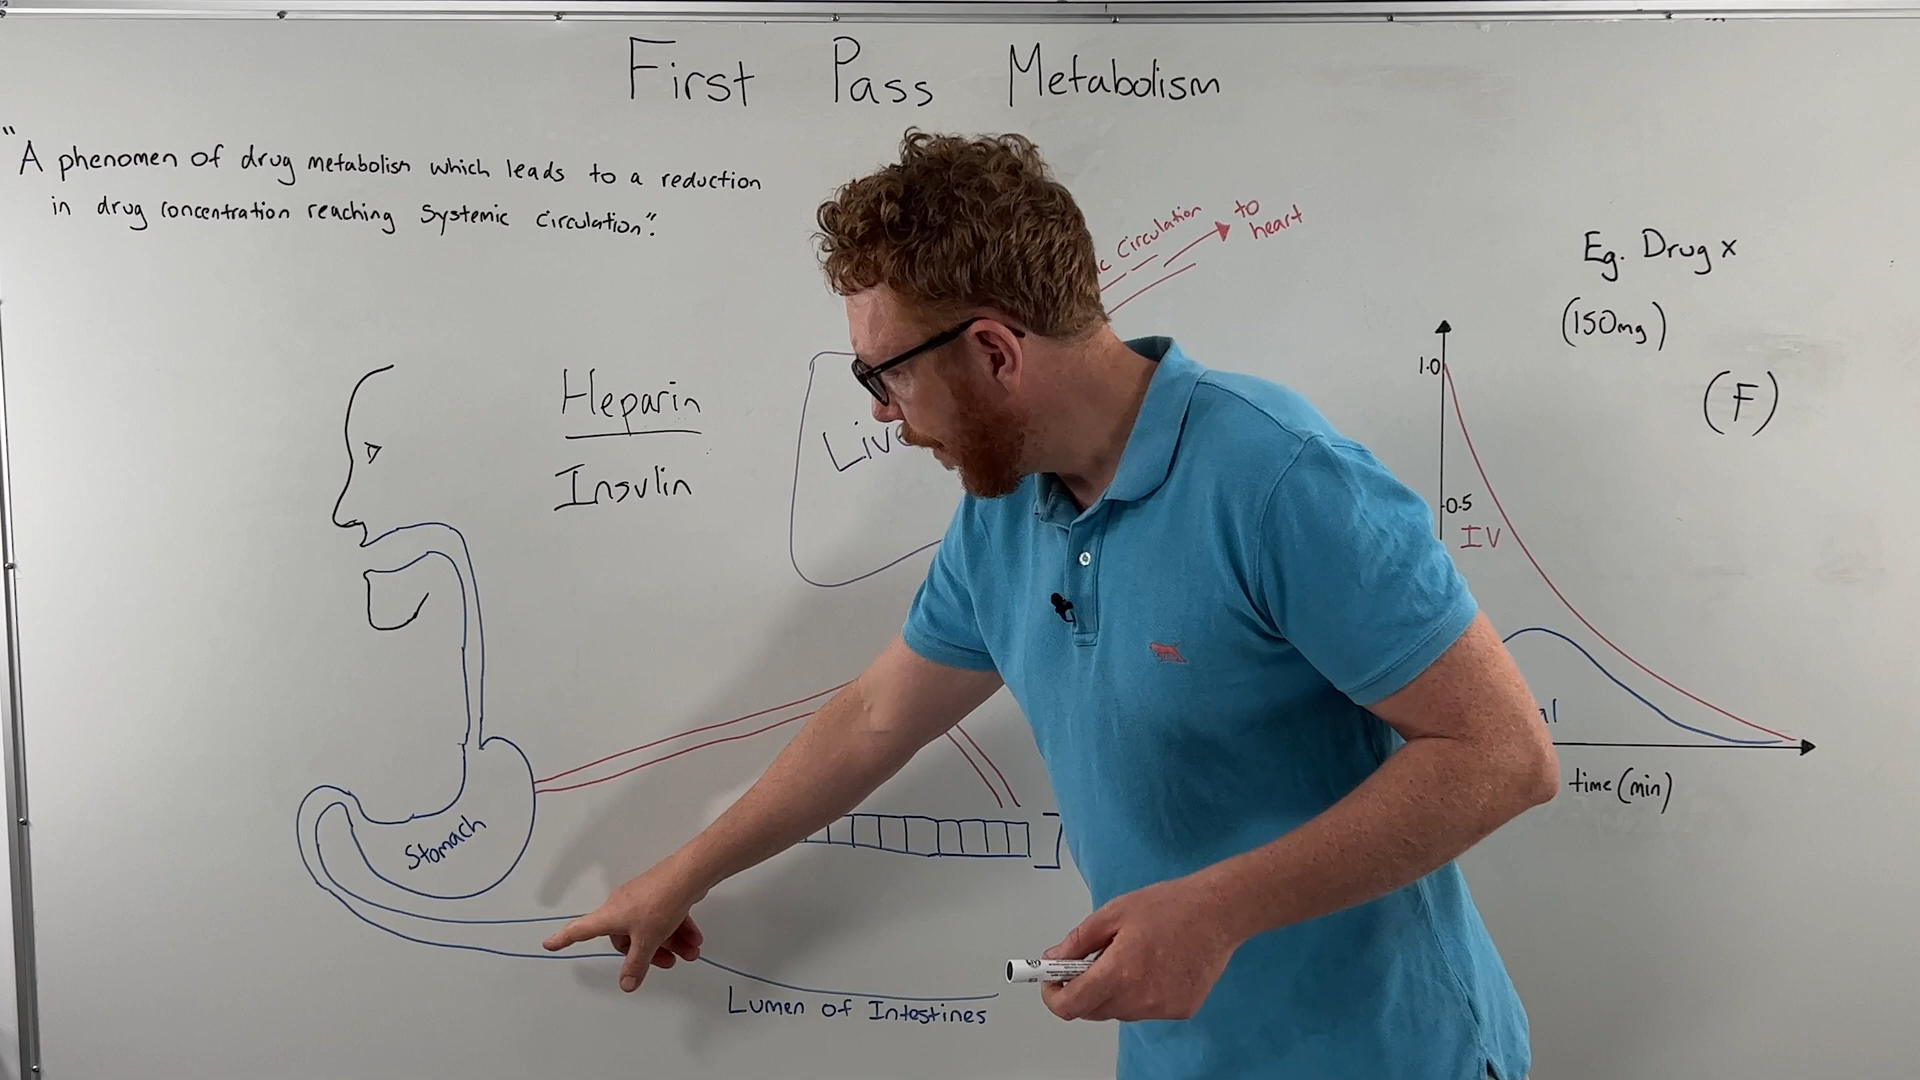 First Pass Metabolism
"A phenomen of drug metabolism which leads to a reduction
in drug concentration reaching systemic circulation".
Circulation
to
heart
Eg. Drug x
(150mg)
(F)
Heparin
Insulin
1.0
0.5
IV
time (min)
Stomach
Lumen of Intestines